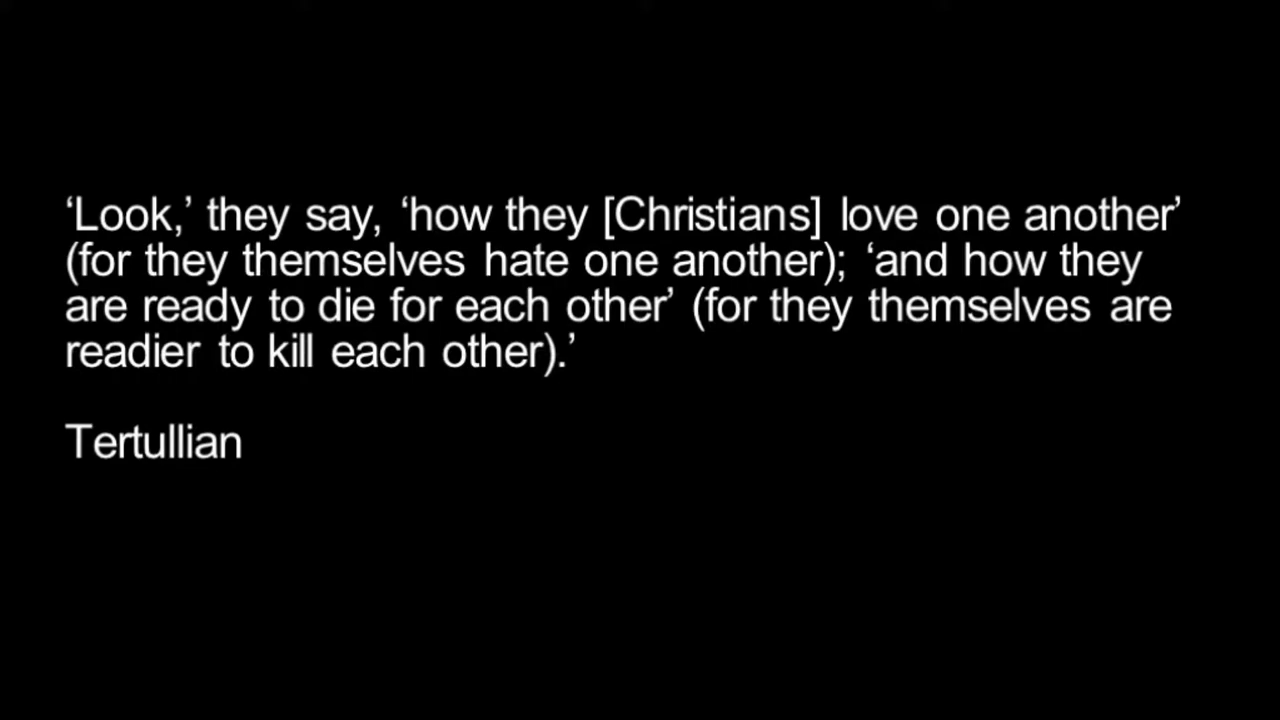 ‘Look,’ they say, ‘how they [Christians] love one another’
(for they themselves hate one another); ‘and how they
are ready to die for each other’ (for they themselves are
readier to kill each other).’
Tertullian